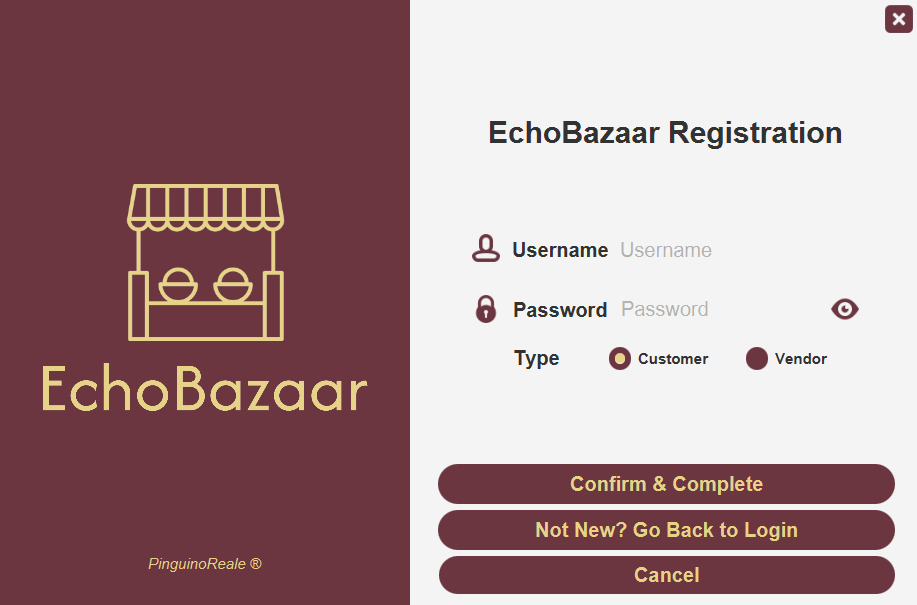 EchoBazaar
PinguinoReale ®
EchoBazaar Registration
Username Username
Password Password
Type Customer Vendor
Confirm & Complete
Not New? Go Back to Login
Cancel